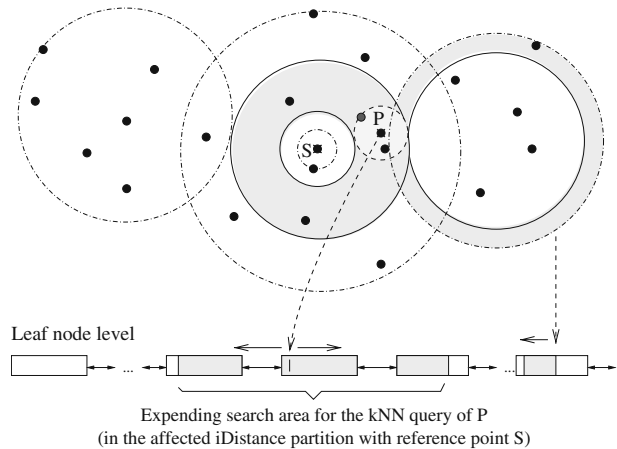 P
S
Leaf node level
... ...
Expending search area for the kNN query of P
(in the affected iDistance partition with reference point S)